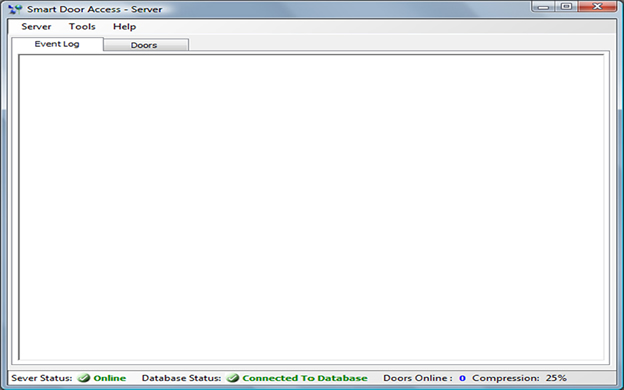 Smart Door Access - Server
Server Tools Help
Event Log Doors
Sever Status: Online Database Status: Connected To Database Doors Online : 0 Compression: 25%